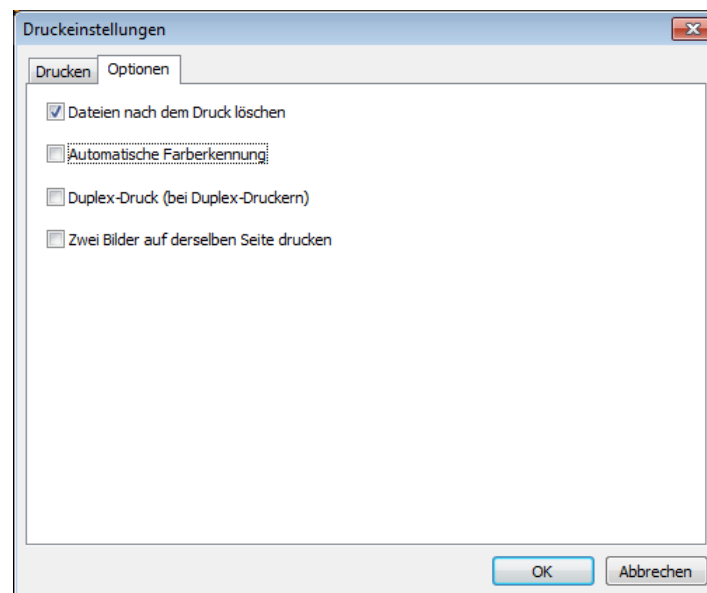 Druckeinstellungen
Drucken Optionen
Dateien nach dem Druck löschen
Automatische Farberkennung
Duplex-Druck (bei Duplex-Druckern)
Zwei Bilder auf derselben Seite drucken
OK Abbrechen